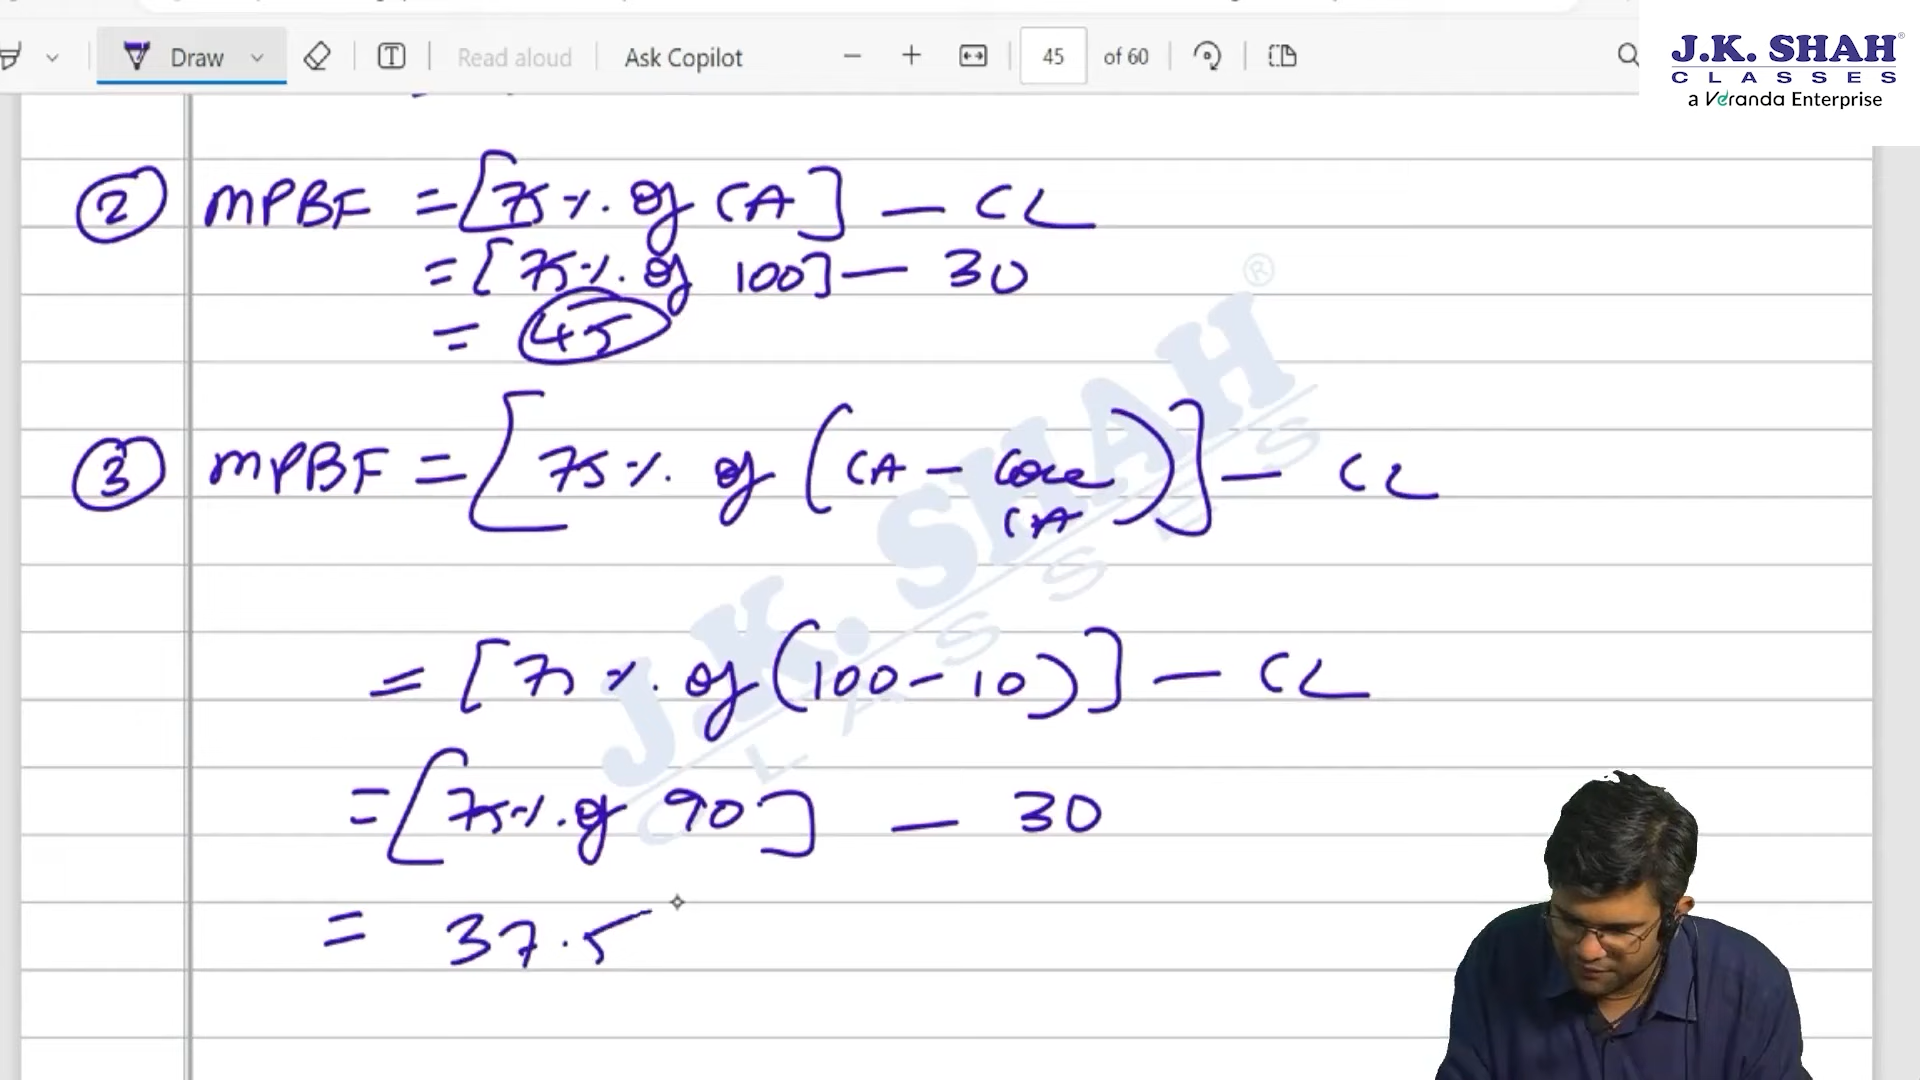 Draw
Read aloud
Ask Copilot
45 of 60
J.K. SHAH®
CLASSES
a Veranda Enterprise
② MPBF = [75% of CA] - CL
= [75% of 100] - 30
= 45
③ MPBF = [75% of (CA - Core CA)] - CL
= [75% of (100 - 10)] - CL
= [75% of 90] - 30
= 37.5
J.K. SHAH®
CLASSES